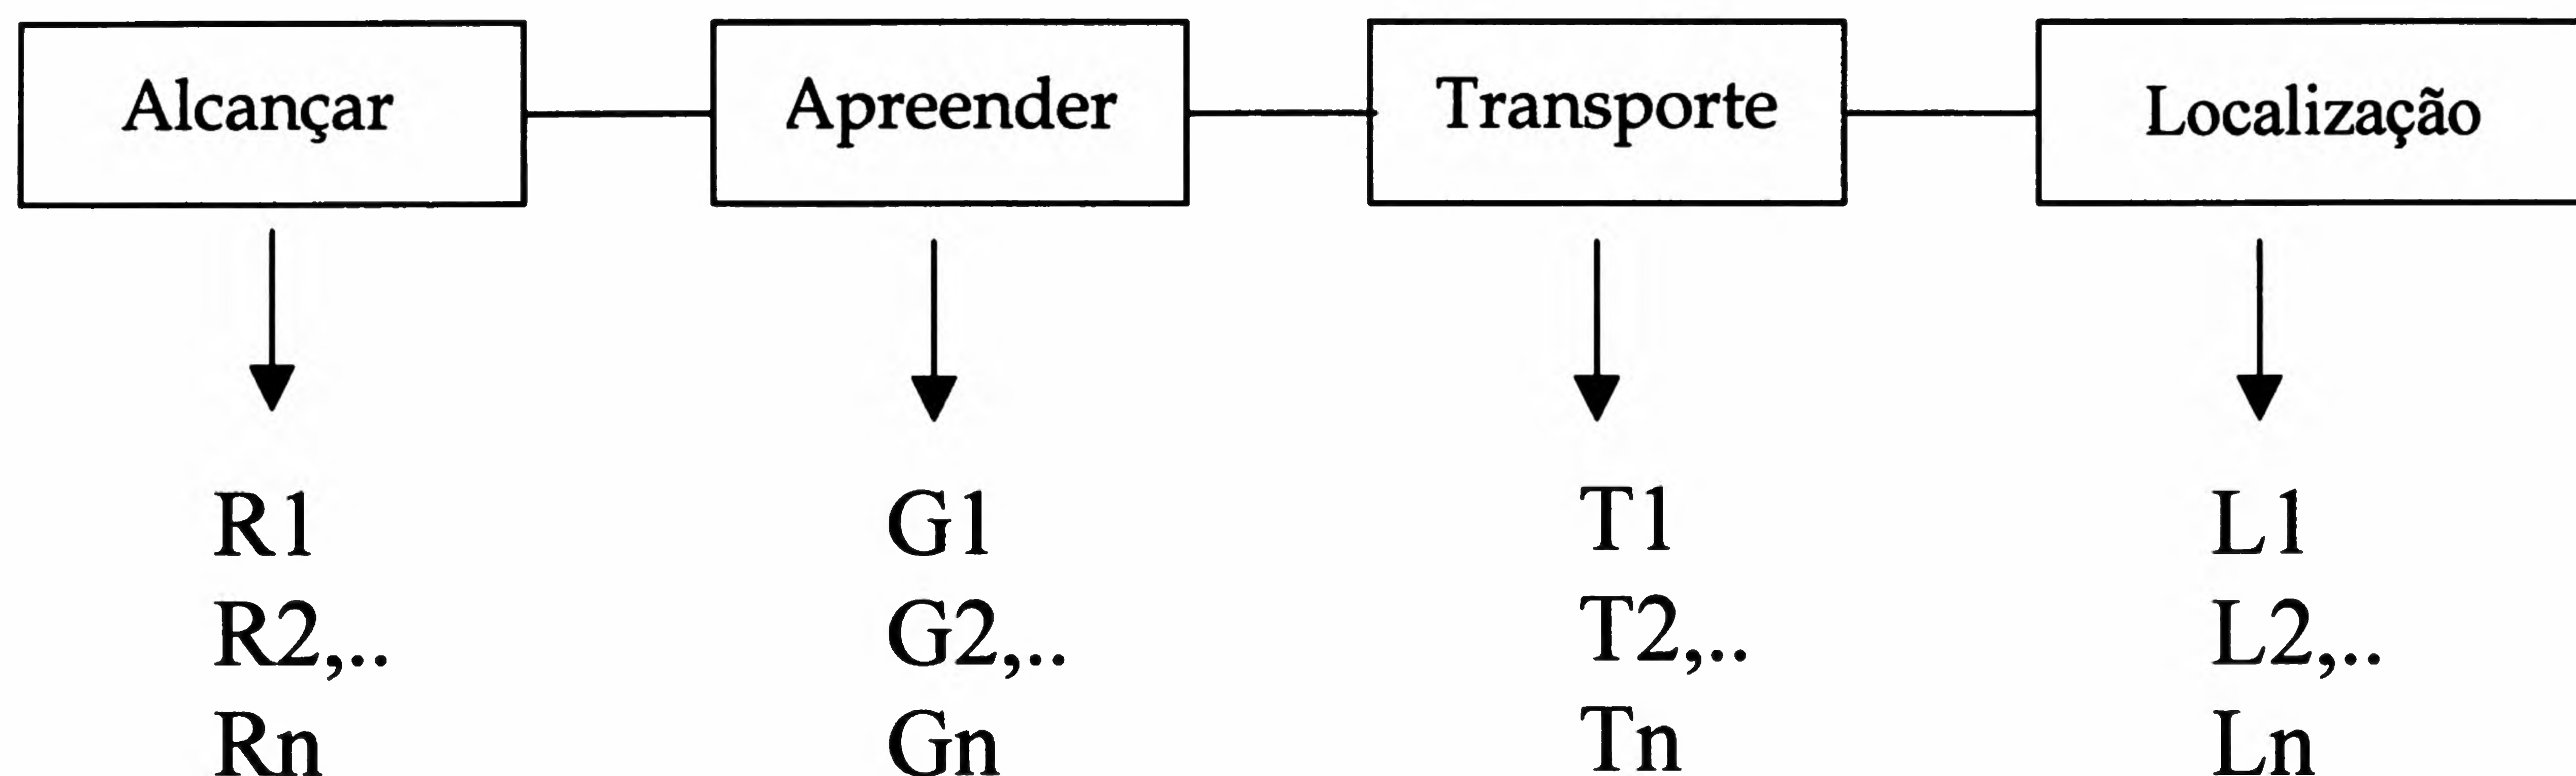 Alcançar Apreender Transporte Localização
R1 G1 T1 L1
R2,.. G2,.. T2,.. L2,..
Rn Gn Tn Ln